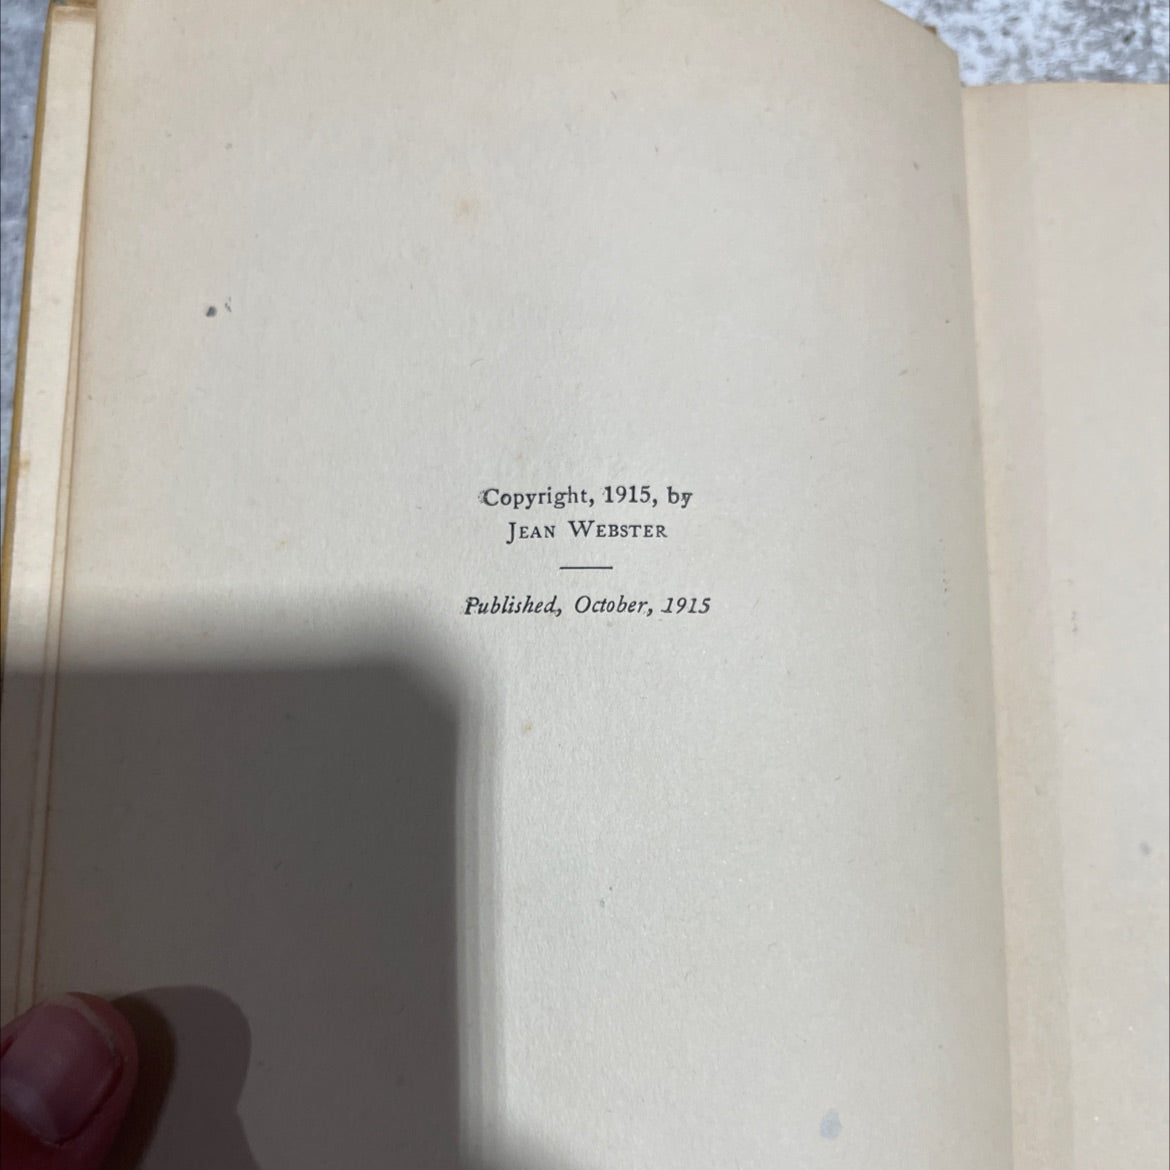 Copyright, 1915, by
JEAN WEBSTER
Published, October, 1915